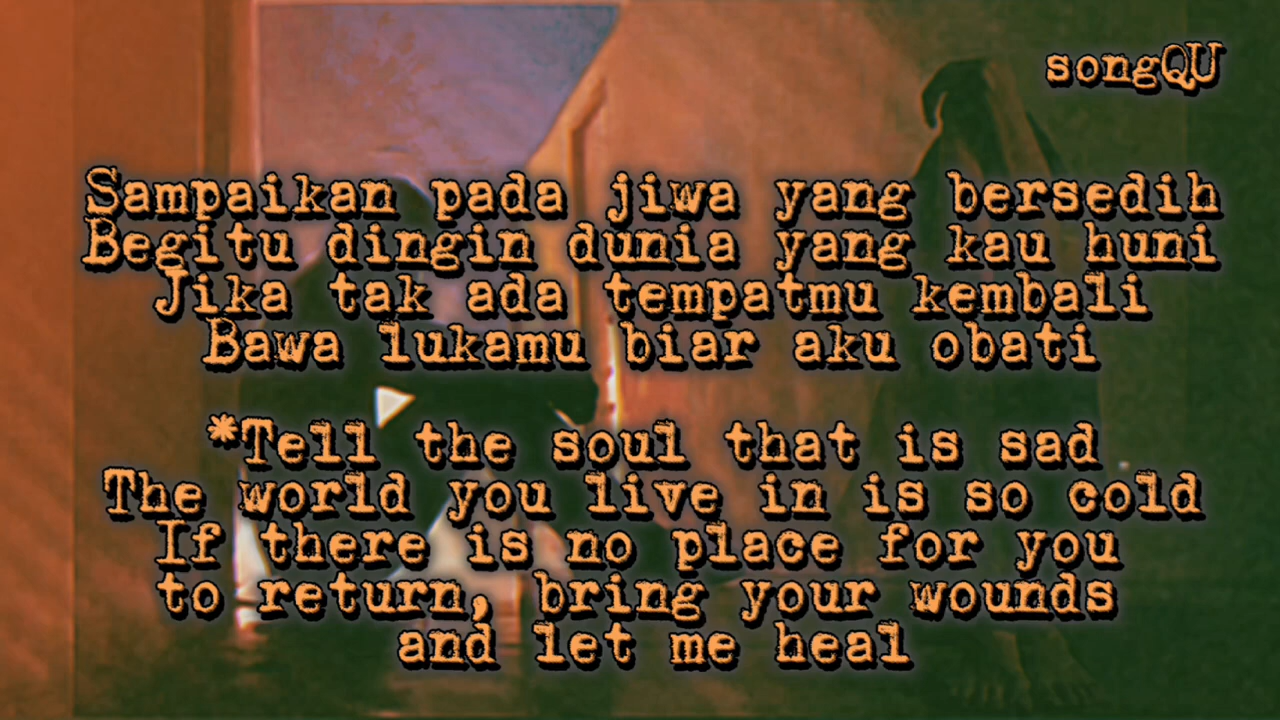 songQU
Sampaikan pada jiwa yang bersedih
Begitu dingin dunia yang kau huni
Jika tak ada tempatmu kembali
Bawa lukamu biar aku obati
*Tell the soul that is sad
The world you live in is so cold
If there is no place for you
to return, bring your wounds
and let me heal